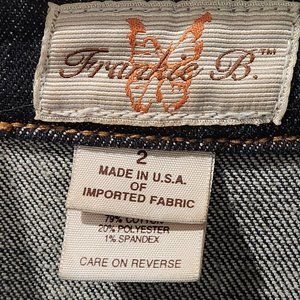 Frankie B.™
2
MADE IN U.S.A.
OF
IMPORTED FABRIC
79% COTTON
20% POLYESTER
1% SPANDEX
CARE ON REVERSE